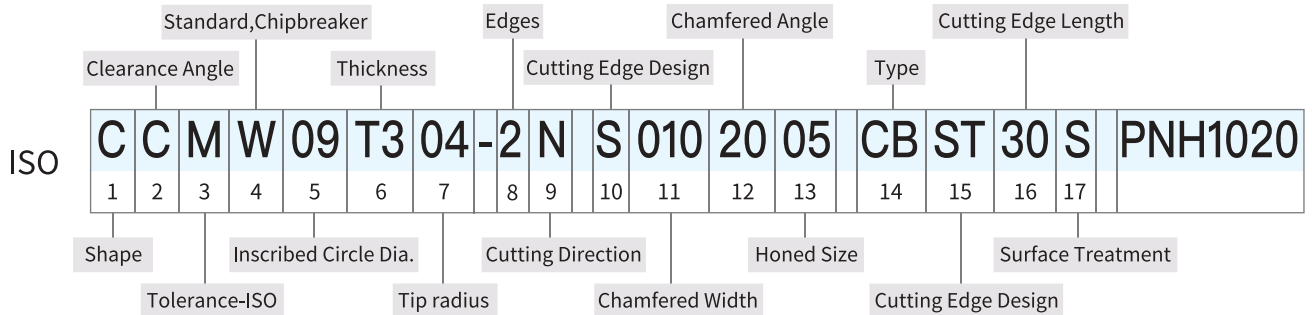 Standard,Chipbreaker Edges Chamfered Angle Cutting Edge Length
Clearance Angle Thickness Cutting Edge Design Type
ISO C C M W 09 T3 04 - 2 N S 010 20 05 CB ST 30 S PNH1020
1 2 3 4 5 6 7 8 9 10 11 12 13 14 15 16 17
Shape Inscribed Circle Dia. Cutting Direction Honed Size Surface Treatment
Tolerance-ISO Tip radius Chamfered Width Cutting Edge Design